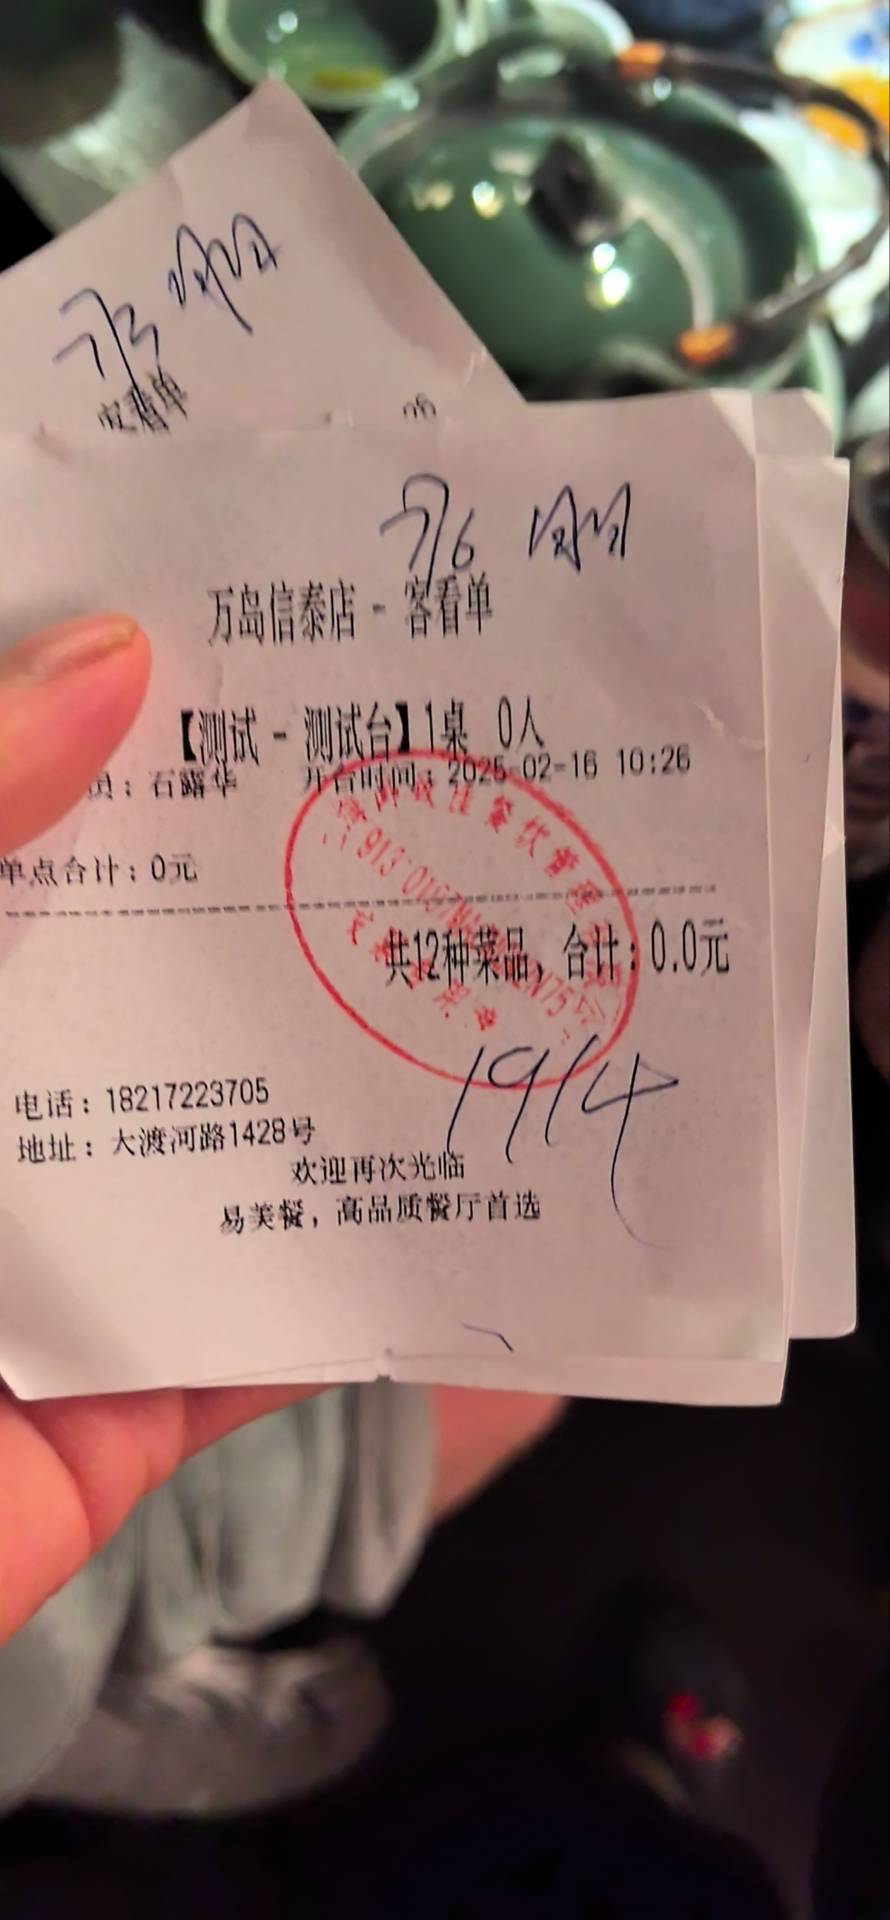 客看单
万岛信泰店 - 客看单
【测试 - 测试台】1桌 0人
员：石露华 开台时间：2025-02-16 10:26
单点合计：0元
共12种菜品，合计：0.0元
1914
电话：18217223705
地址：大渡河路1428号
欢迎再次光临
易美餐，高品质餐厅首选